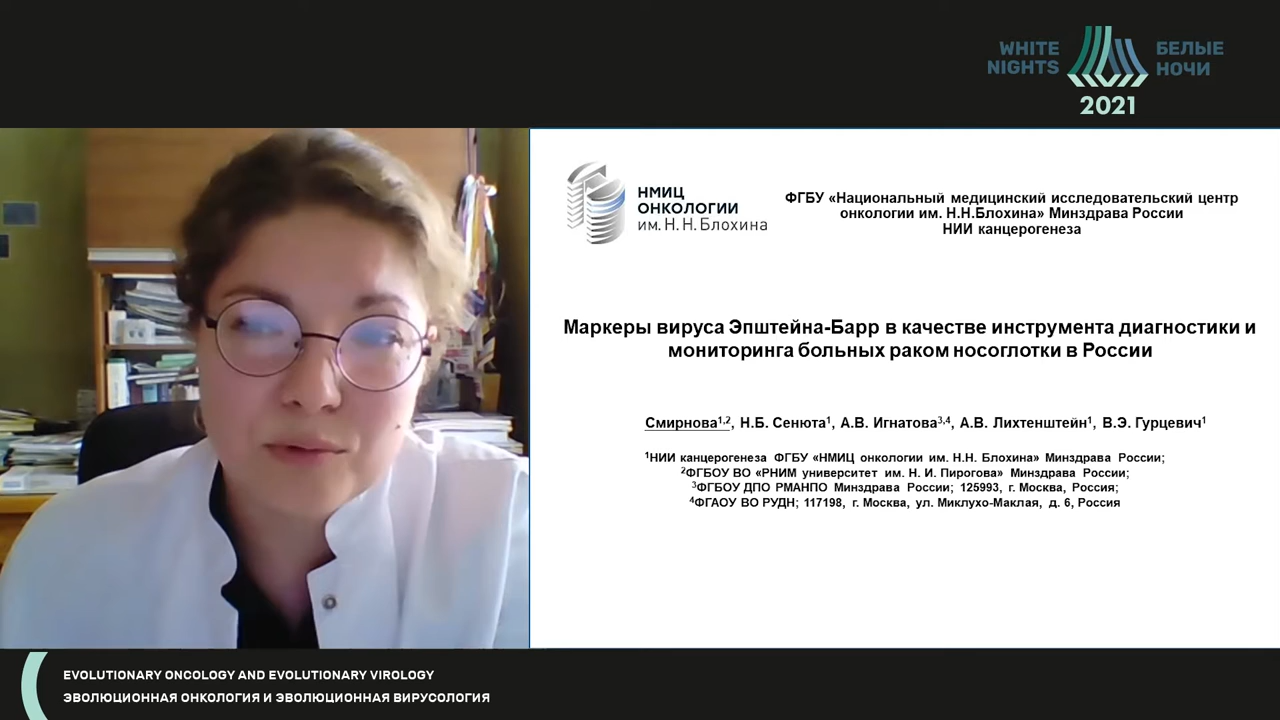 WHITE
NIGHTS
БЕЛЫЕ
НОЧИ
2021
НМИЦ
ОНКОЛОГИИ
им. Н. Н. Блохина
ФГБУ «Национальный медицинский исследовательский центр
онкологии им. Н.Н.Блохина» Минздрава России
НИИ канцерогенеза
Маркеры вируса Эпштейна-Барр в качестве инструмента диагностики и
мониторинга больных раком носоглотки в России
Смирнова¹˒², Н.Б. Сенюта¹, А.В. Игнатова³˒⁴, А.В. Лихтенштейн¹, В.Э. Гурцевич¹
¹НИИ канцерогенеза ФГБУ «НМИЦ онкологии им. Н.Н. Блохина» Минздрава России;
²ФГБОУ ВО «РНИМ университет им. Н. И. Пирогова» Минздрава России;
³ФГБОУ ДПО РМАНПО Минздрава России; 125993, г. Москва, Россия;
⁴ФГАОУ ВО РУДН; 117198, г. Москва, ул. Миклухо-Маклая, д. 6, Россия
EVOLUTIONARY ONCOLOGY AND EVOLUTIONARY VIROLOGY
ЭВОЛЮЦИОННАЯ ОНКОЛОГИЯ И ЭВОЛЮЦИОННАЯ ВИРУСОЛОГИЯ